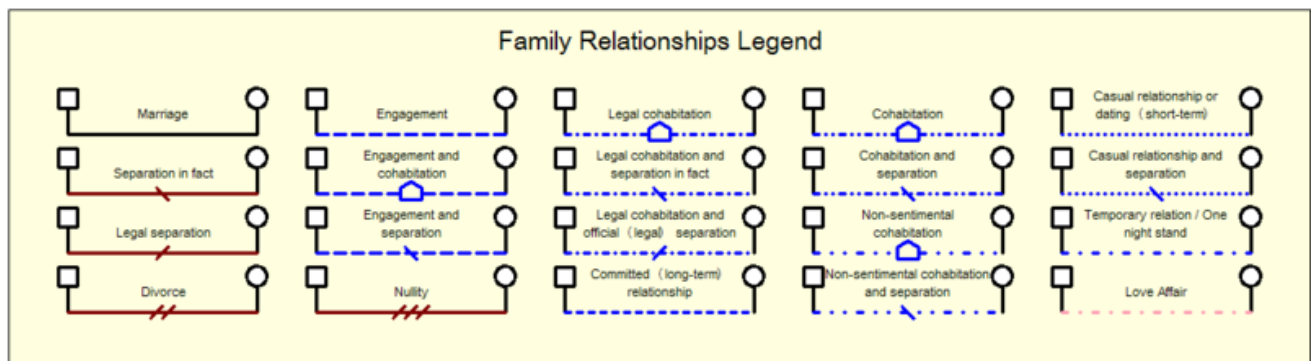 Family Relationships Legend
Marriage
Engagement
Legal cohabitation
Cohabitation
Casual relationship or
dating（short-term）
Separation in fact
Engagement and
cohabitation
Legal cohabitation and
separation in fact
Cohabitation and
separation
Casual relationship and
separation
Legal separation
Engagement and
separation
Legal cohabitation and
official（legal） separation
Non-sentimental
cohabitation
Temporary relation / One
night stand
Divorce
Nullity
Committed（long-term）
relationship
Non-sentimental cohabitation
and separation
Love Affair